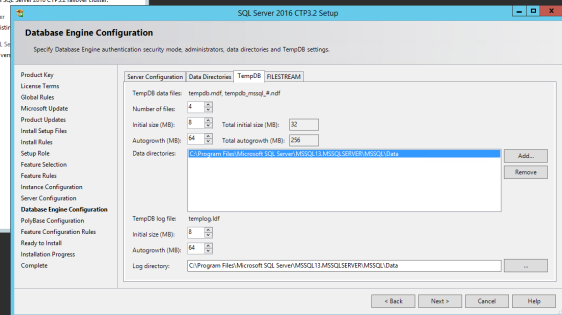 SQL Server 2016 CTP3.2 failover cluster.
SQL Server 2016 CTP3.2 Setup
Database Engine Configuration
Specify Database Engine authentication security mode, administrators, data directories and TempDB settings.
Product Key
License Terms
Global Rules
Microsoft Update
Product Updates
Install Setup Files
Install Rules
Setup Role
Feature Selection
Feature Rules
Instance Configuration
Server Configuration
Database Engine Configuration
PolyBase Configuration
Feature Configuration Rules
Ready to Install
Installation Progress
Complete
Server Configuration Data Directories TempDB FILESTREAM
TempDB data files: tempdb.mdf, tempdb_mssql_#.ndf
Number of files: 4
Initial size (MB): 8 Total initial size (MB): 32
Autogrowth (MB): 64 Total autogrowth (MB): 256
Data directories: C:\Program Files\Microsoft SQL Server\MSSQL13.MSSQLSERVER\MSSQL\Data
Add...
Remove
TempDB log file: templog.ldf
Initial size (MB): 8
Autogrowth (MB): 64
Log directory: C:\Program Files\Microsoft SQL Server\MSSQL13.MSSQLSERVER\MSSQL\Data ...
< Back Next > Cancel Help